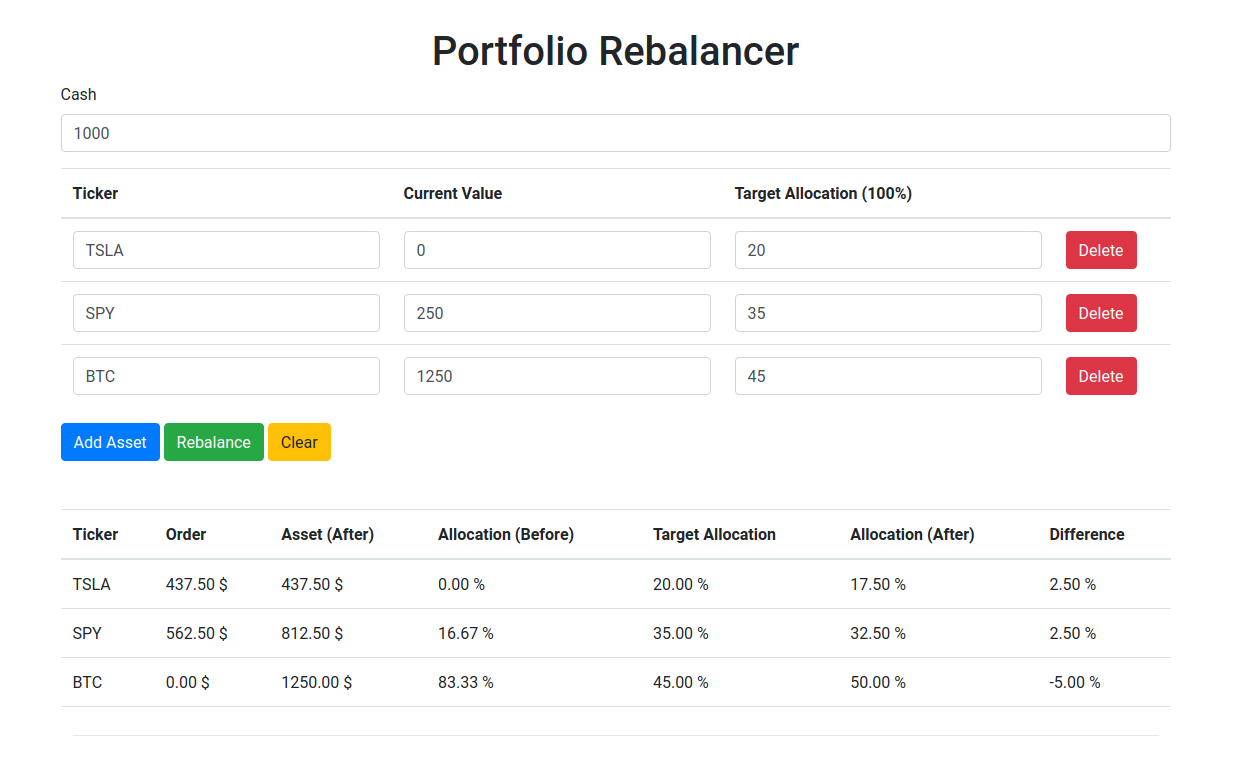 Portfolio Rebalancer
Cash
1000
Ticker Current Value Target Allocation (100%)
TSLA 0 20 Delete
SPY 250 35 Delete
BTC 1250 45 Delete
Add Asset Rebalance Clear
Ticker Order Asset (After) Allocation (Before) Target Allocation Allocation (After) Difference
TSLA 437.50 $ 437.50 $ 0.00 % 20.00 % 17.50 % 2.50 %
SPY 562.50 $ 812.50 $ 16.67 % 35.00 % 32.50 % 2.50 %
BTC 0.00 $ 1250.00 $ 83.33 % 45.00 % 50.00 % -5.00 %